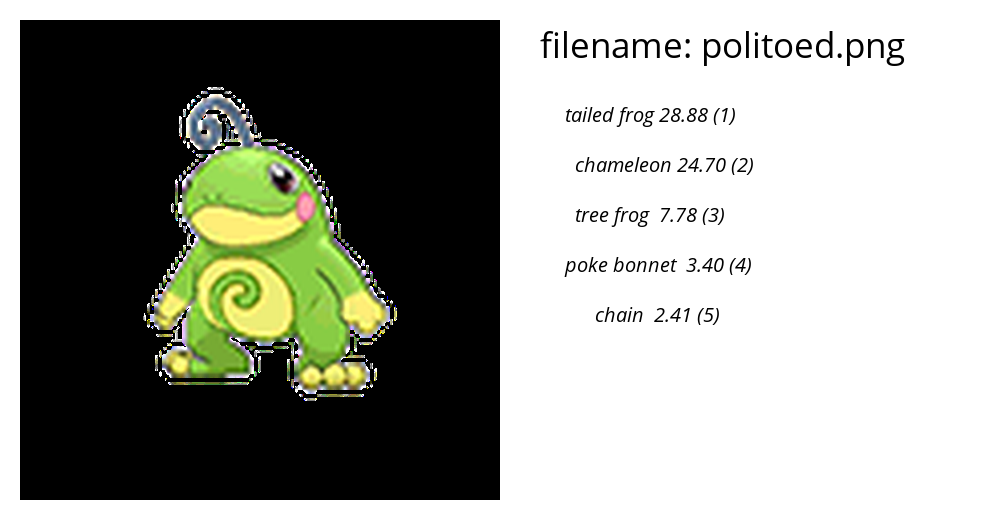 filename: politoed.png
tailed frog 28.88 (1)
chameleon 24.70 (2)
tree frog 7.78 (3)
poke bonnet 3.40 (4)
chain 2.41 (5)